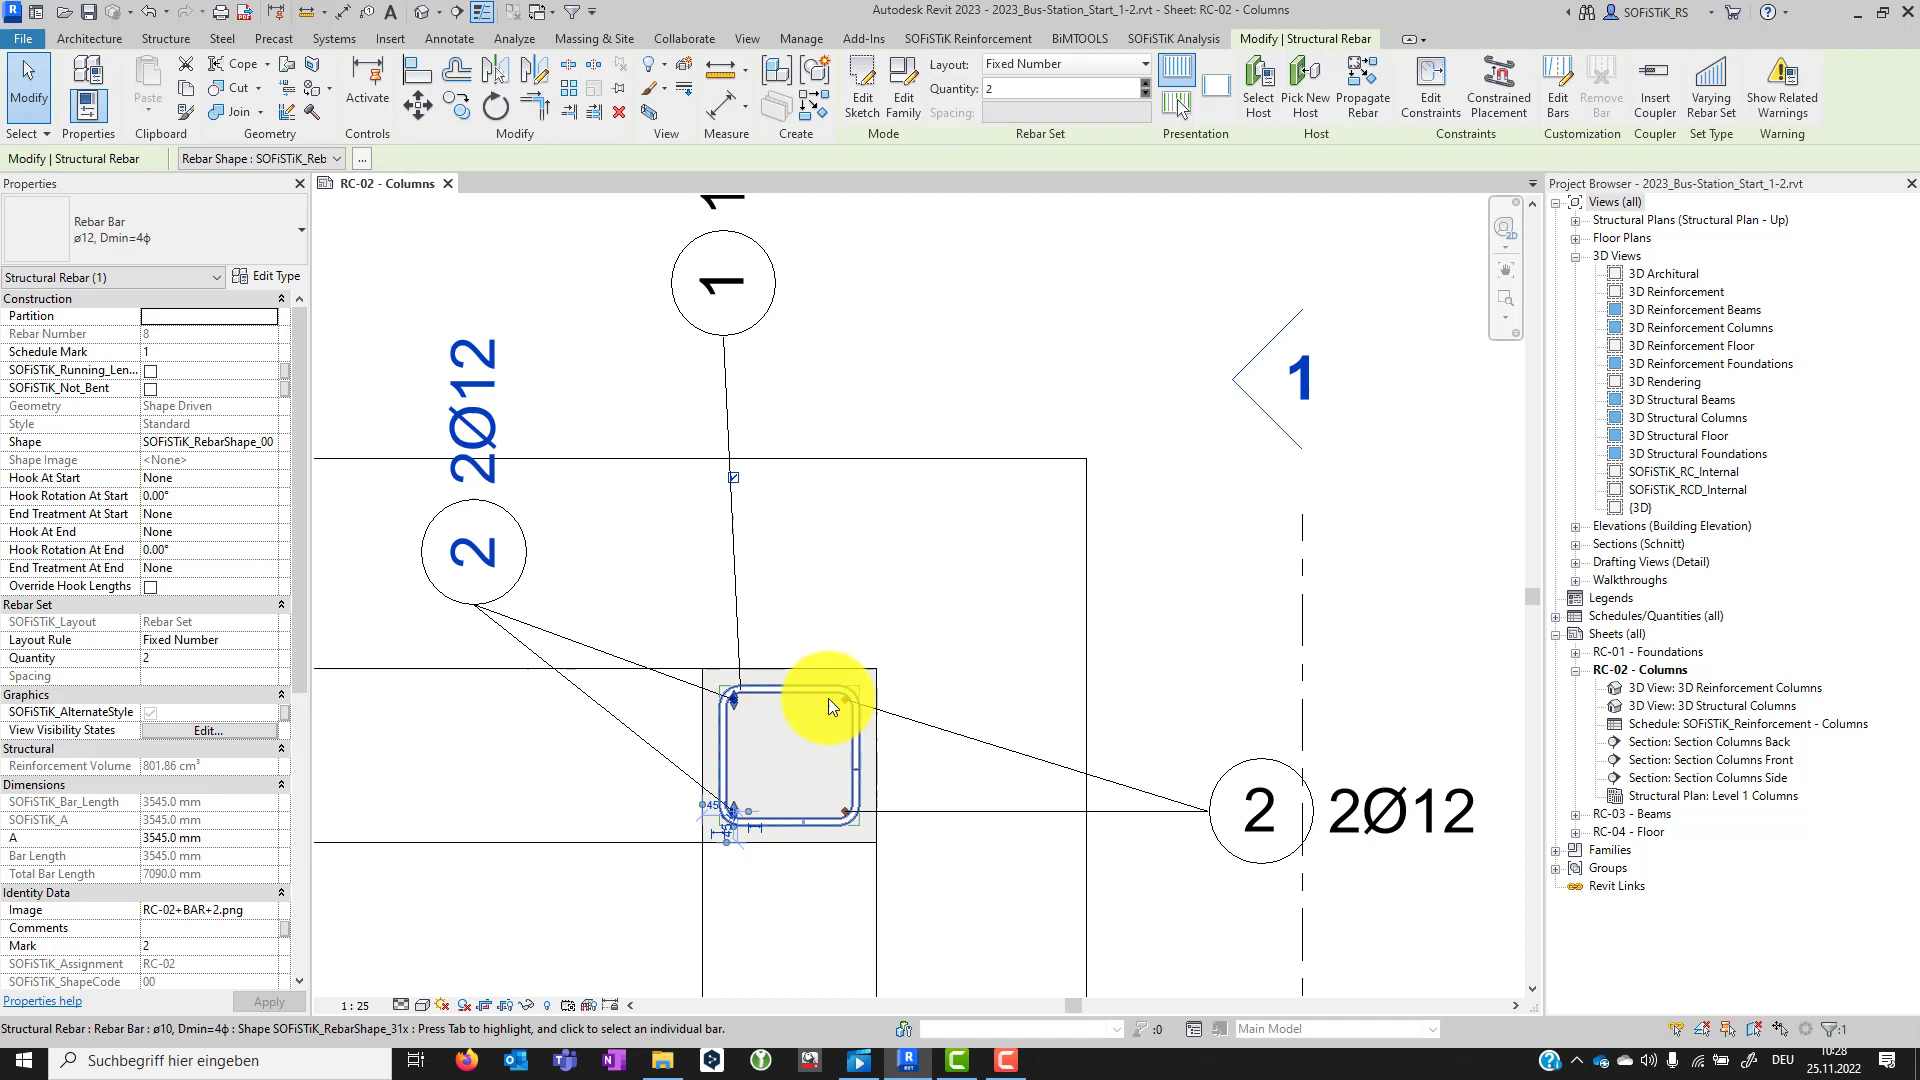 Autodesk Revit 2023 - 2023_Bus-Station_Start_1-2.rvt - Sheet: RC-02 - Columns
SOFiSTiK_RS
File
Architecture
Structure
Steel
Precast
Systems
Insert
Annotate
Analyze
Massing & Site
Collaborate
View
Manage
Add-Ins
SOFiSTiK Reinforcement
BiMTOOLS
SOFiSTiK Analysis
Modify | Structural Rebar
Modify
Properties
Paste
Cope
Cut
Join
Activate
Edit Sketch
Edit Family
Layout: Fixed Number
Quantity: 2
Spacing:
Select Host
Pick New Host
Propagate Rebar
Edit Constraints
Constrained Placement
Edit Bars
Remove Bar
Insert Coupler
Varying Rebar Set
Show Related Warnings
Select
Properties
Clipboard
Geometry
Controls
Modify
View
Measure
Create
Mode
Rebar Set
Presentation
Host
Constraints
Customization
Coupler
Set Type
Warning
Modify | Structural Rebar
Rebar Shape : SOFiSTiK_Reb
...
Properties
Rebar Bar
ø12, Dmin=4ϕ
Structural Rebar (1)
Edit Type
Construction
Partition
Rebar Number 8
Schedule Mark 1
SOFiSTiK_Running_Len...
SOFiSTiK_Not_Bent
Geometry Shape Driven
Style Standard
Shape SOFiSTiK_RebarShape_00
Shape Image <None>
Hook At Start None
Hook Rotation At Start 0.00°
End Treatment At Start None
Hook At End None
Hook Rotation At End 0.00°
End Treatment At End None
Override Hook Lengths
Rebar Set
SOFiSTiK_Layout Rebar Set
Layout Rule Fixed Number
Quantity 2
Spacing
Graphics
SOFiSTiK_AlternateStyle
View Visibility States Edit...
Structural
Reinforcement Volume 801.86 cm³
Dimensions
SOFiSTiK_Bar_Length 3545.0 mm
SOFiSTiK_A 3545.0 mm
A 3545.0 mm
Bar Length 3545.0 mm
Total Bar Length 7090.0 mm
Identity Data
Image RC-02+BAR+2.png
Comments
Mark 2
SOFiSTiK_Assignment RC-02
SOFiSTiK_ShapeCode 00
Properties help
Apply
RC-02 - Columns
1
1
2Ø12
2
1
2
2Ø12
2D
1 : 25
Project Browser - 2023_Bus-Station_Start_1-2.rvt
Views (all)
Structural Plans (Structural Plan - Up)
Floor Plans
3D Views
3D Architural
3D Reinforcement
3D Reinforcement Beams
3D Reinforcement Columns
3D Reinforcement Floor
3D Reinforcement Foundations
3D Rendering
3D Structural Beams
3D Structural Columns
3D Structural Floor
3D Structural Foundations
SOFiSTiK_RC_Internal
SOFiSTiK_RCD_Internal
{3D}
Elevations (Building Elevation)
Sections (Schnitt)
Drafting Views (Detail)
Walkthroughs
Legends
Schedules/Quantities (all)
Sheets (all)
RC-01 - Foundations
RC-02 - Columns
3D View: 3D Reinforcement Columns
3D View: 3D Structural Columns
Schedule: SOFiSTiK_Reinforcement - Columns
Section: Section Columns Back
Section: Section Columns Front
Section: Section Columns Side
Structural Plan: Level 1 Columns
RC-03 - Beams
RC-04 - Floor
Families
Groups
Revit Links
Structural Rebar : Rebar Bar : ø10, Dmin=4ϕ : Shape SOFiSTiK_RebarShape_31x : Press Tab to highlight, and click to select an individual bar.
:0
Main Model
:1
Suchbegriff hier eingeben
DEU
10:28
25.11.2022